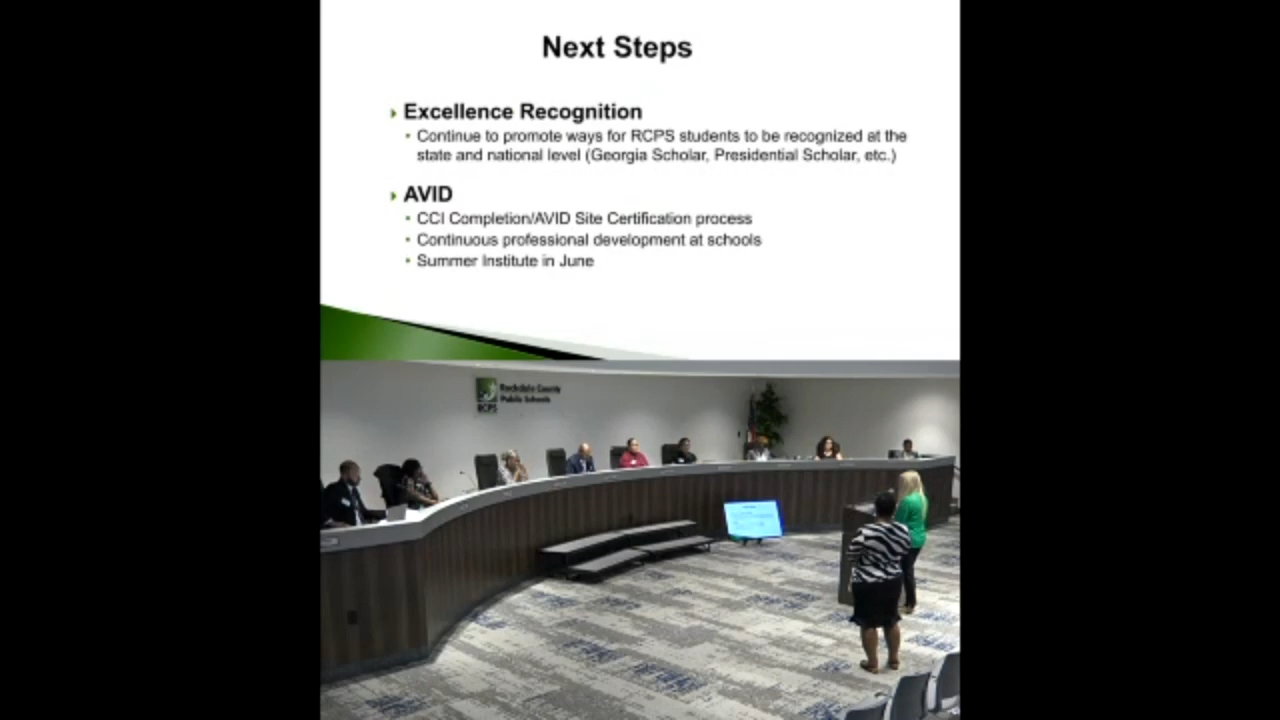 Next Steps
Excellence Recognition
Continue to promote ways for RCPS students to be recognized at the
state and national level (Georgia Scholar, Presidential Scholar, etc.)
AVID
CCI Completion/AVID Site Certification process
Continuous professional development at schools
Summer Institute in June
Rockdale County
Public Schools
RCPS